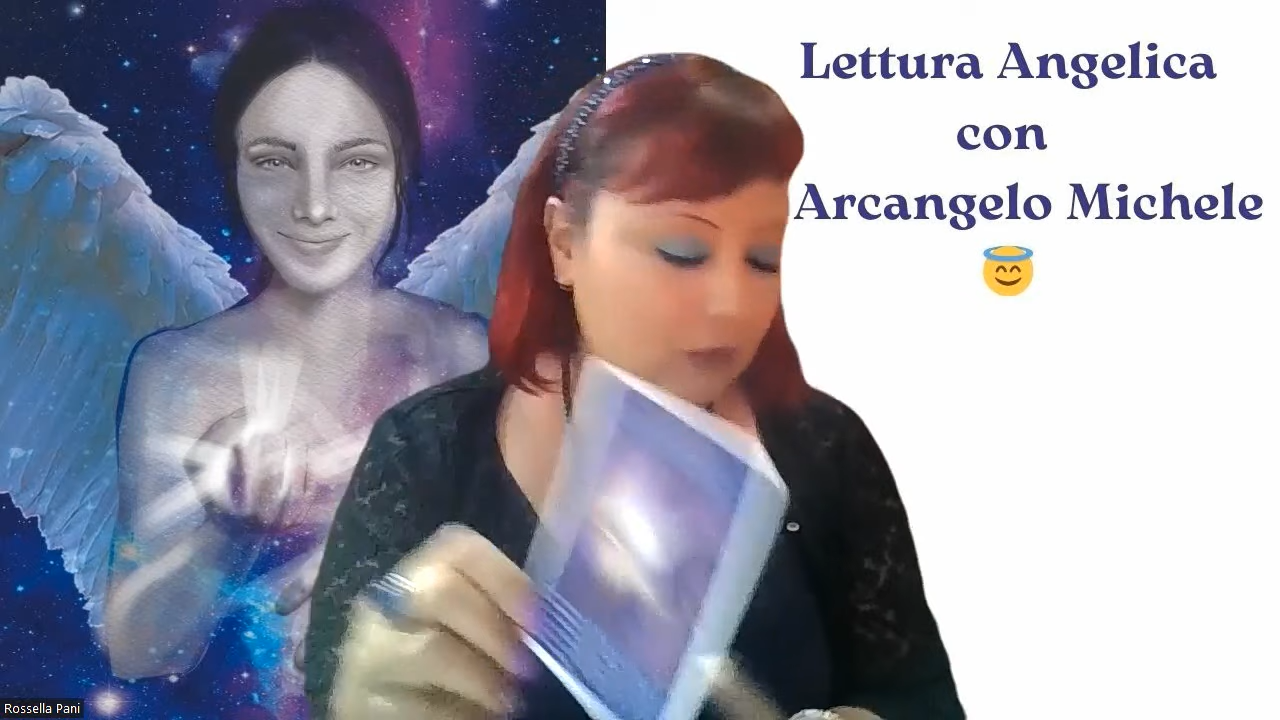 Lettura Angelica
con
Arcangelo Michele
Rossella Pani